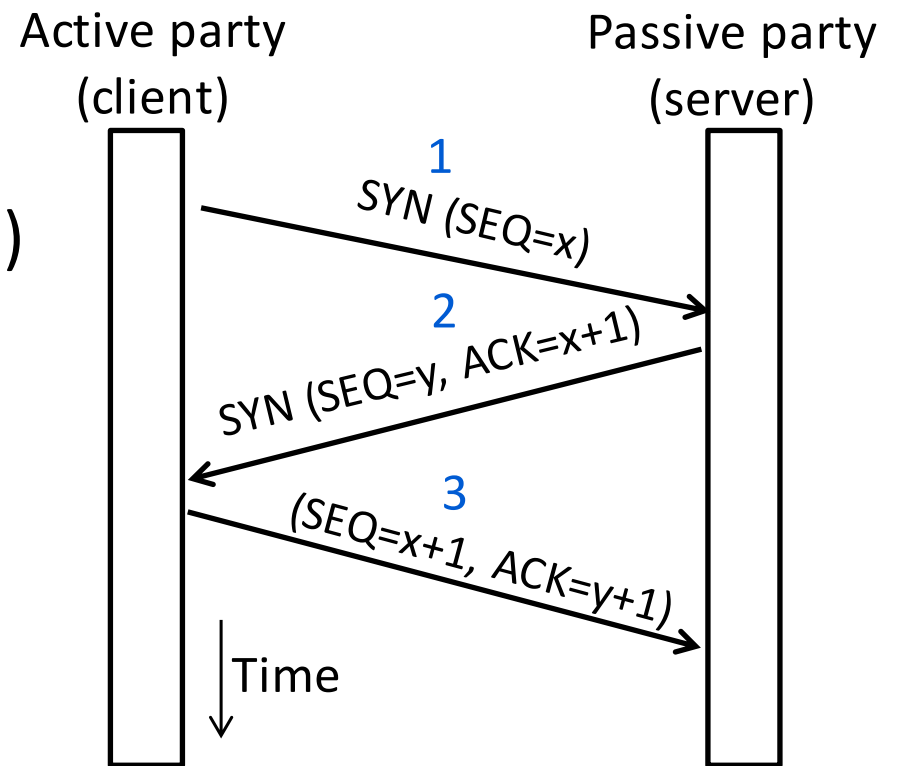 Active party
(client)
Passive party
(server)
)
1
SYN (SEQ=x)
2
SYN (SEQ=y, ACK=x+1)
3
(SEQ=x+1, ACK=y+1)
Time